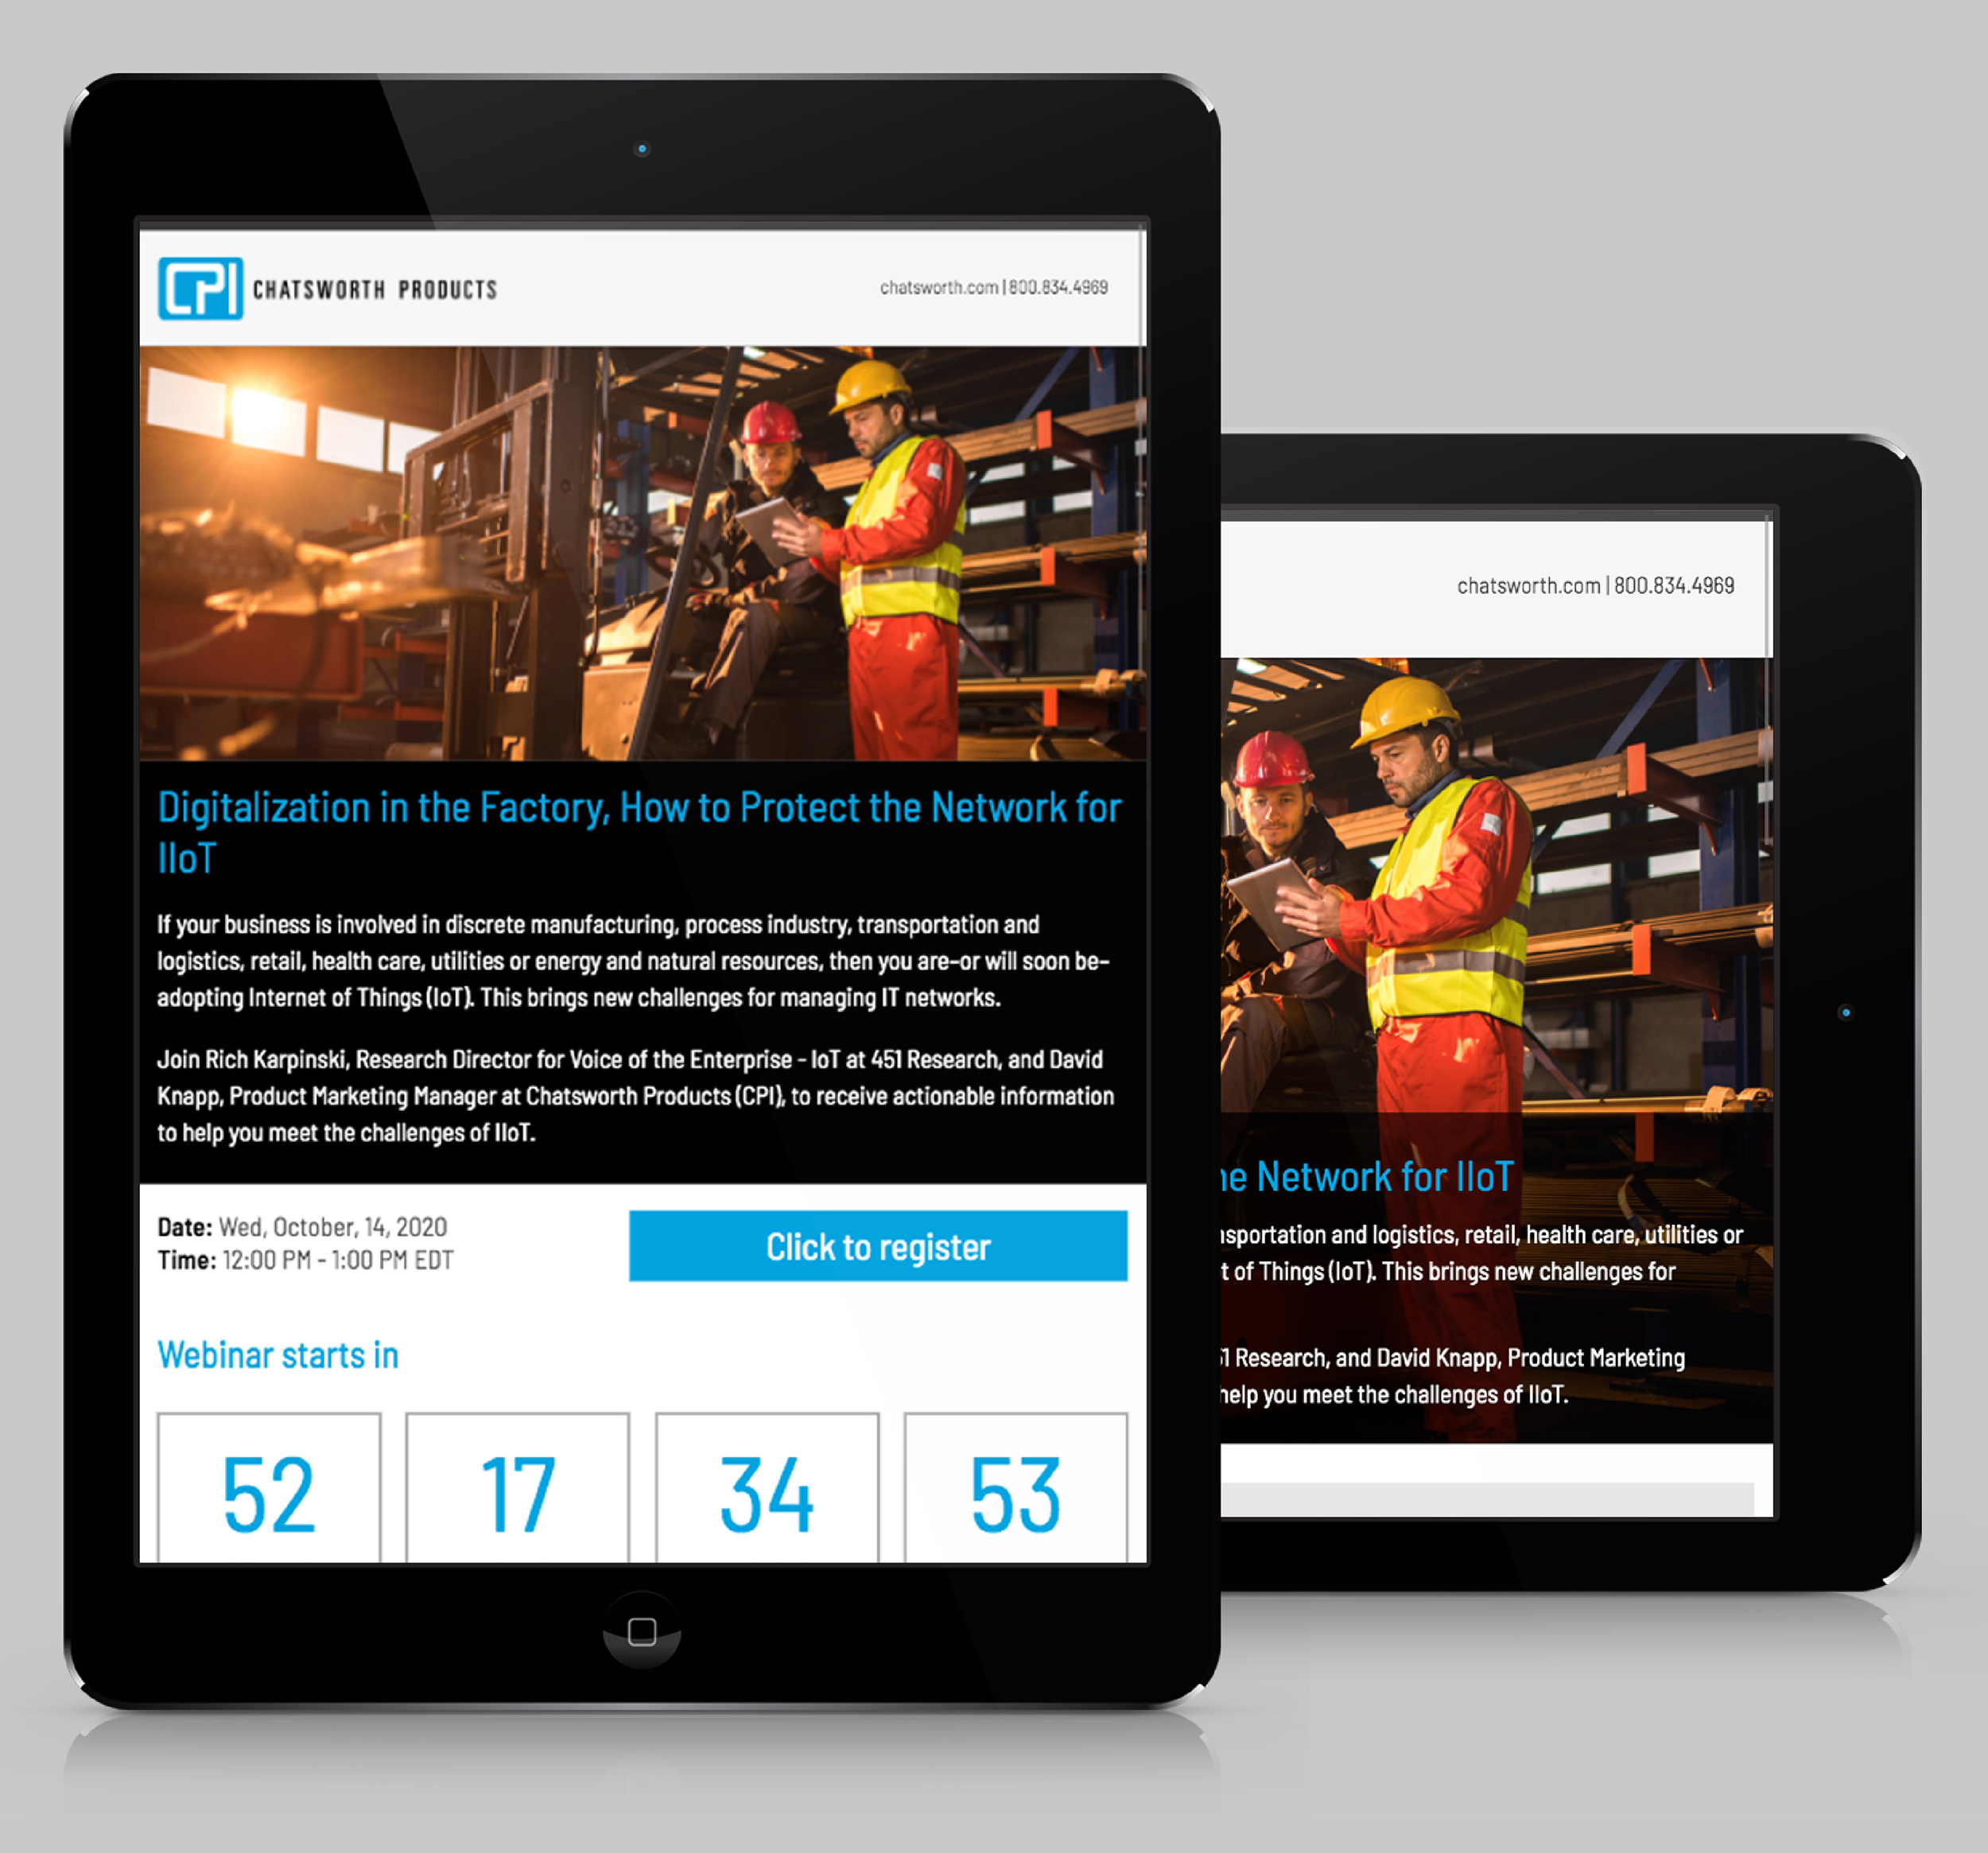 CPI CHATSWORTH PRODUCTS
chatsworth.com | 800.834.4969
Digitalization in the Factory, How to Protect the Network for
IIoT
If your business is involved in discrete manufacturing, process industry, transportation and
logistics, retail, health care, utilities or energy and natural resources, then you are-or will soon be-
adopting Internet of Things (IoT). This brings new challenges for managing IT networks.
Join Rich Karpinski, Research Director for Voice of the Enterprise - IoT at 451 Research, and David
Knapp, Product Marketing Manager at Chatsworth Products (CPI), to receive actionable information
to help you meet the challenges of IIoT.
Date: Wed, October, 14, 2020
Time: 12:00 PM - 1:00 PM EDT
Click to register
Webinar starts in
52 17 34 53
chatsworth.com | 800.834.4969
Network for IIoT
and logistics, retail, health care, utilities or
of Things (IoT). This brings new challenges for
Research, and David Knapp, Product Marketing
help you meet the challenges of IIoT.